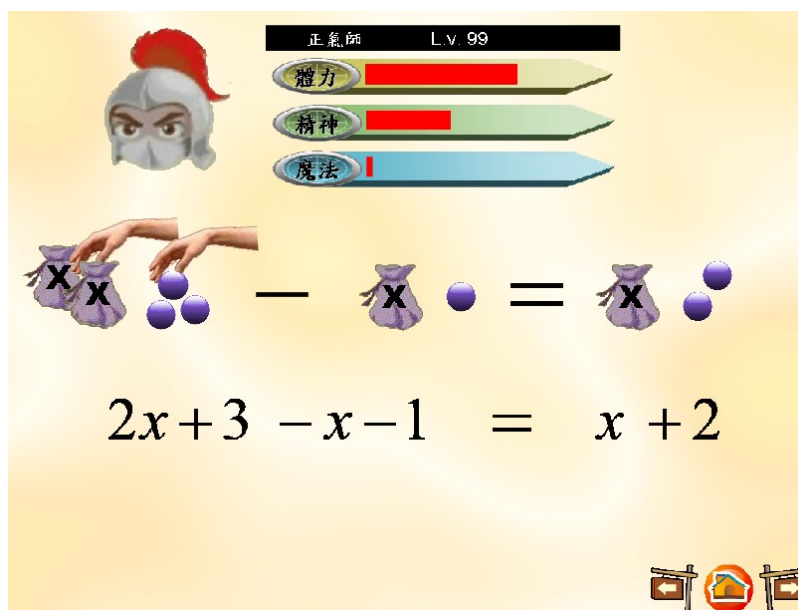 正氣師 L.v. 99
體力
精神
魔法
X X − X = X
2x+3 −x−1 = x+2